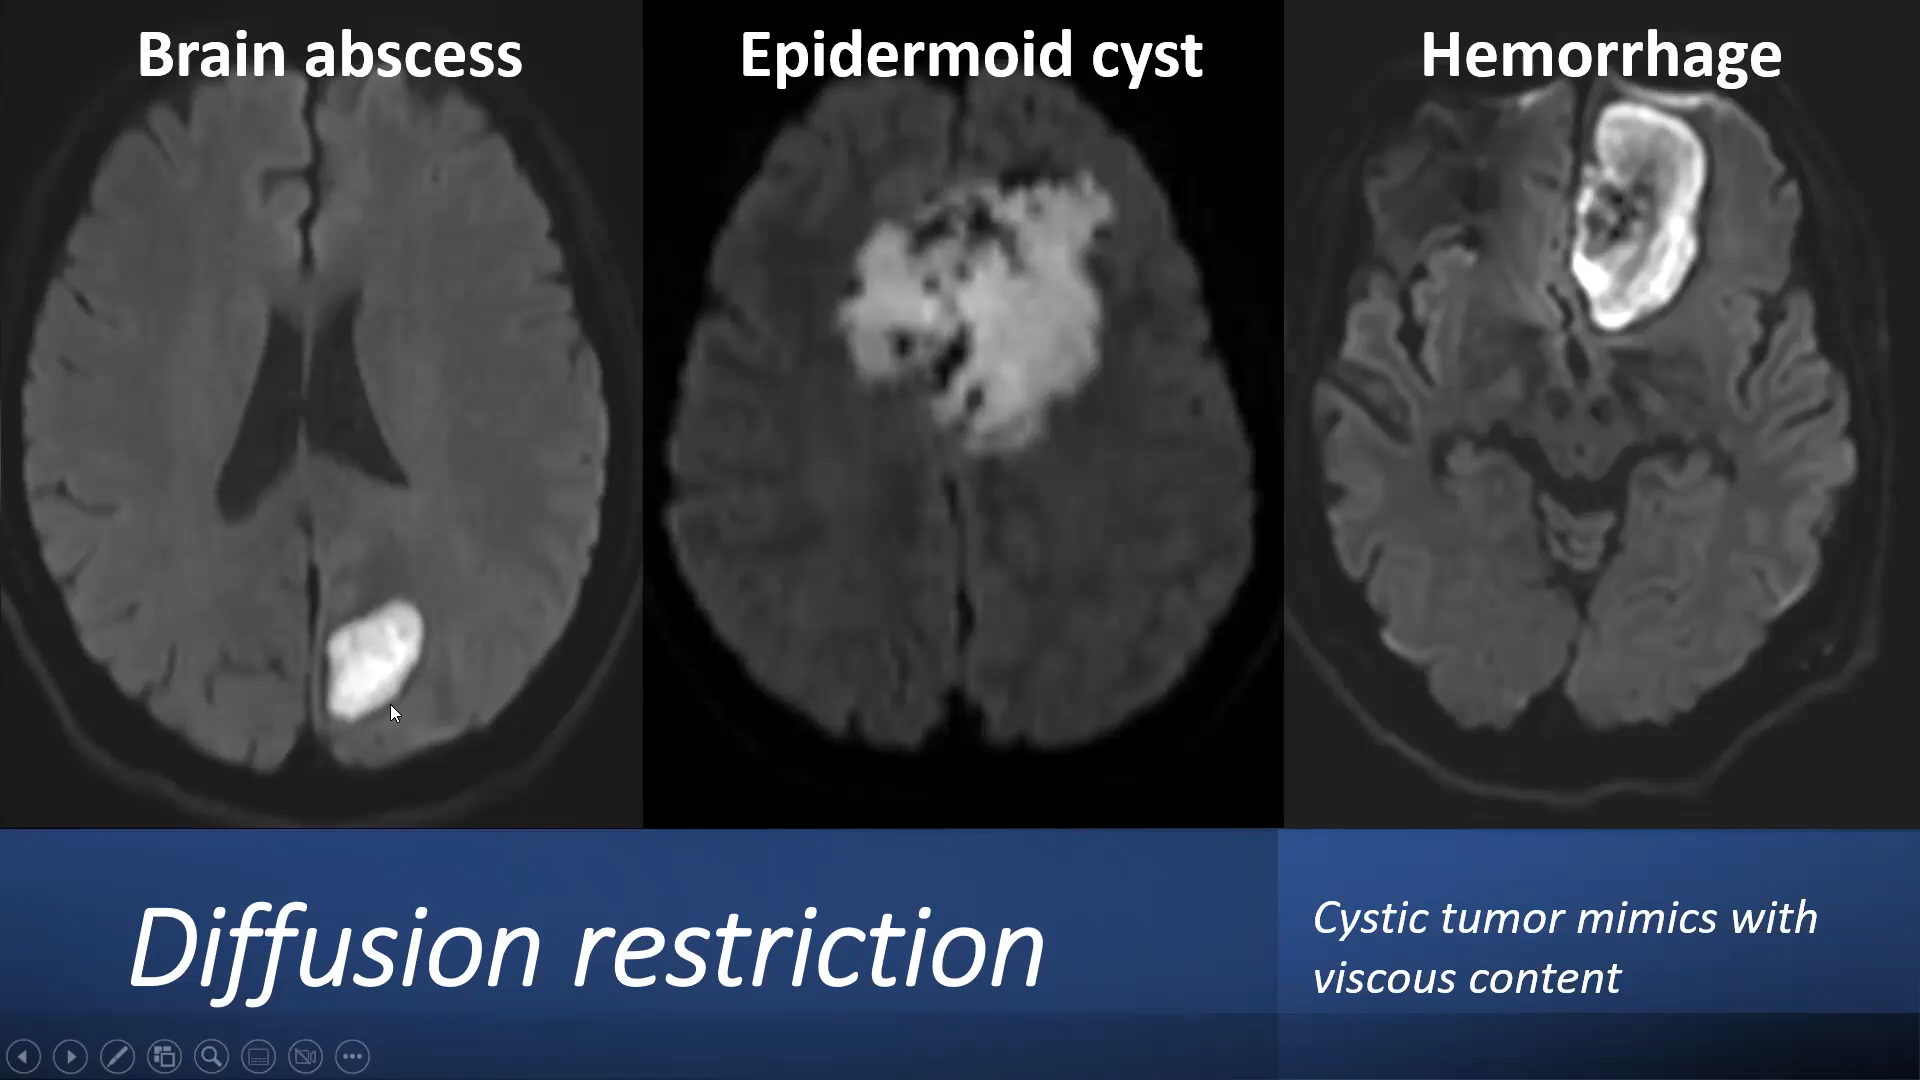 Brain abscess
Epidermoid cyst
Hemorrhage
Diffusion restriction
Cystic tumor mimics with
viscous content